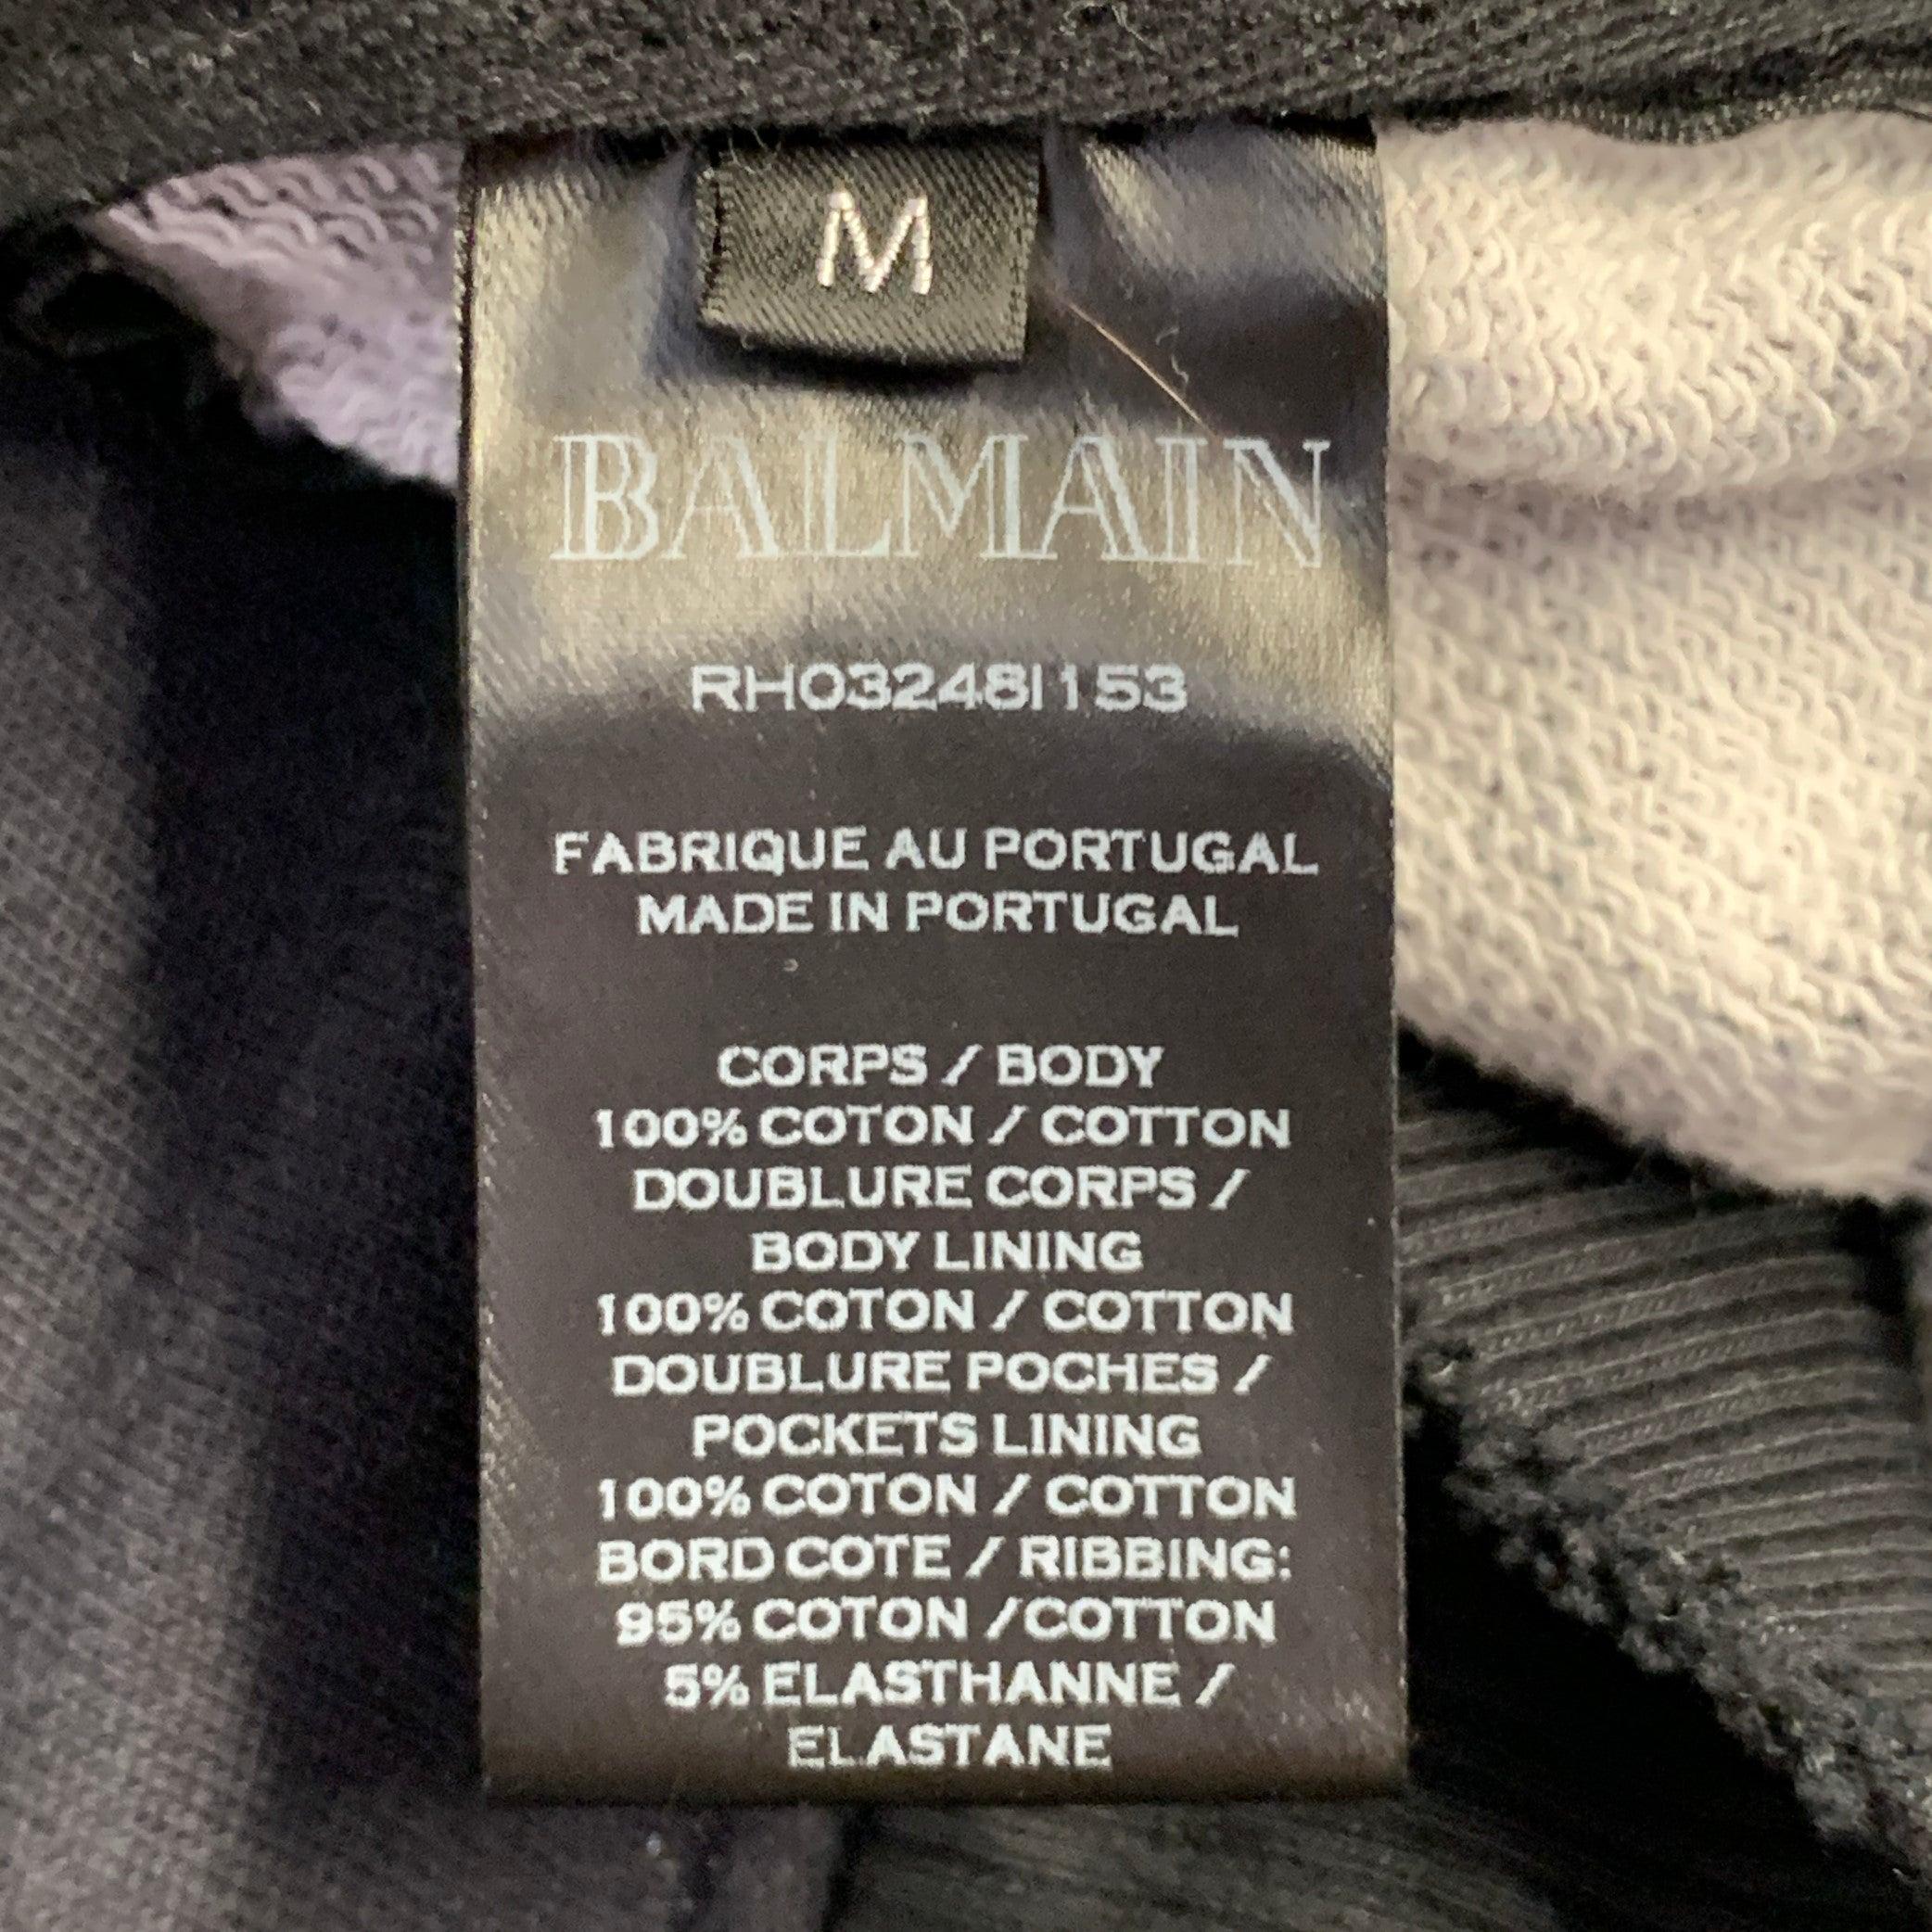 M
BALMAIN
RH03248I153
FABRIQUE AU PORTUGAL
MADE IN PORTUGAL
CORPS / BODY
100% COTON / COTTON
DOUBLURE CORPS /
BODY LINING
100% COTON / COTTON
DOUBLURE POCHES /
POCKETS LINING
100% COTON / COTTON
BORD COTE / RIBBING:
95% COTON /COTTON
5% ELASTHANNE /
ELASTANE